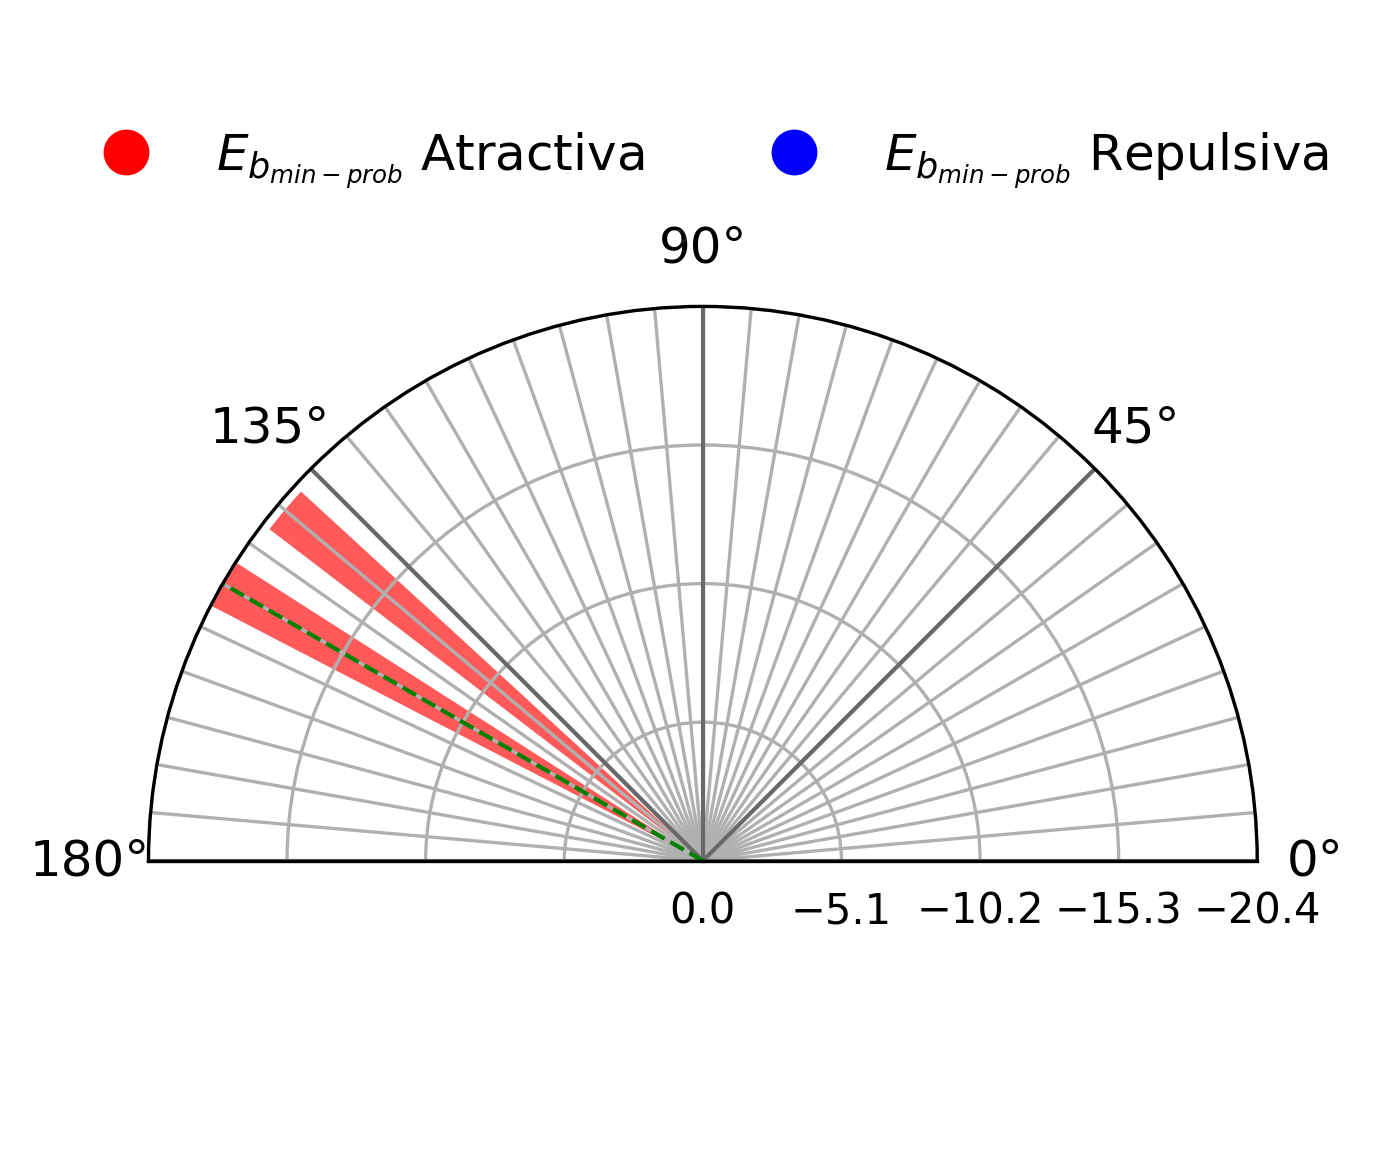 E_{b_{min−prob}} Atractiva E_{b_{min−prob}} Repulsiva
90°
135° 45°
180° 0°
0.0 −5.1 −10.2 −15.3 −20.4